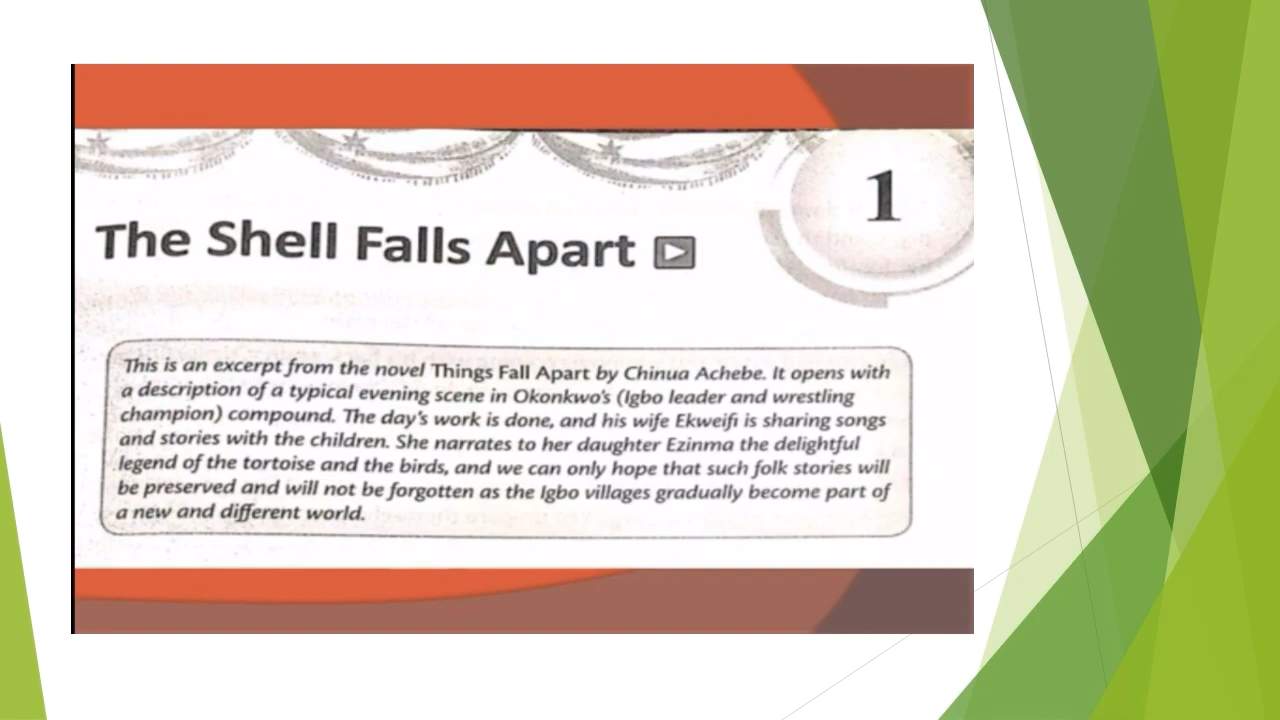 1
The Shell Falls Apart
This is an excerpt from the novel Things Fall Apart by Chinua Achebe. It opens with
a description of a typical evening scene in Okonkwo's (Igbo leader and wrestling
champion) compound. The day's work is done, and his wife Ekweifi is sharing songs
and stories with the children. She narrates to her daughter Ezinma the delightful
legend of the tortoise and the birds, and we can only hope that such folk stories will
be preserved and will not be forgotten as the Igbo villages gradually become part of
a new and different world.